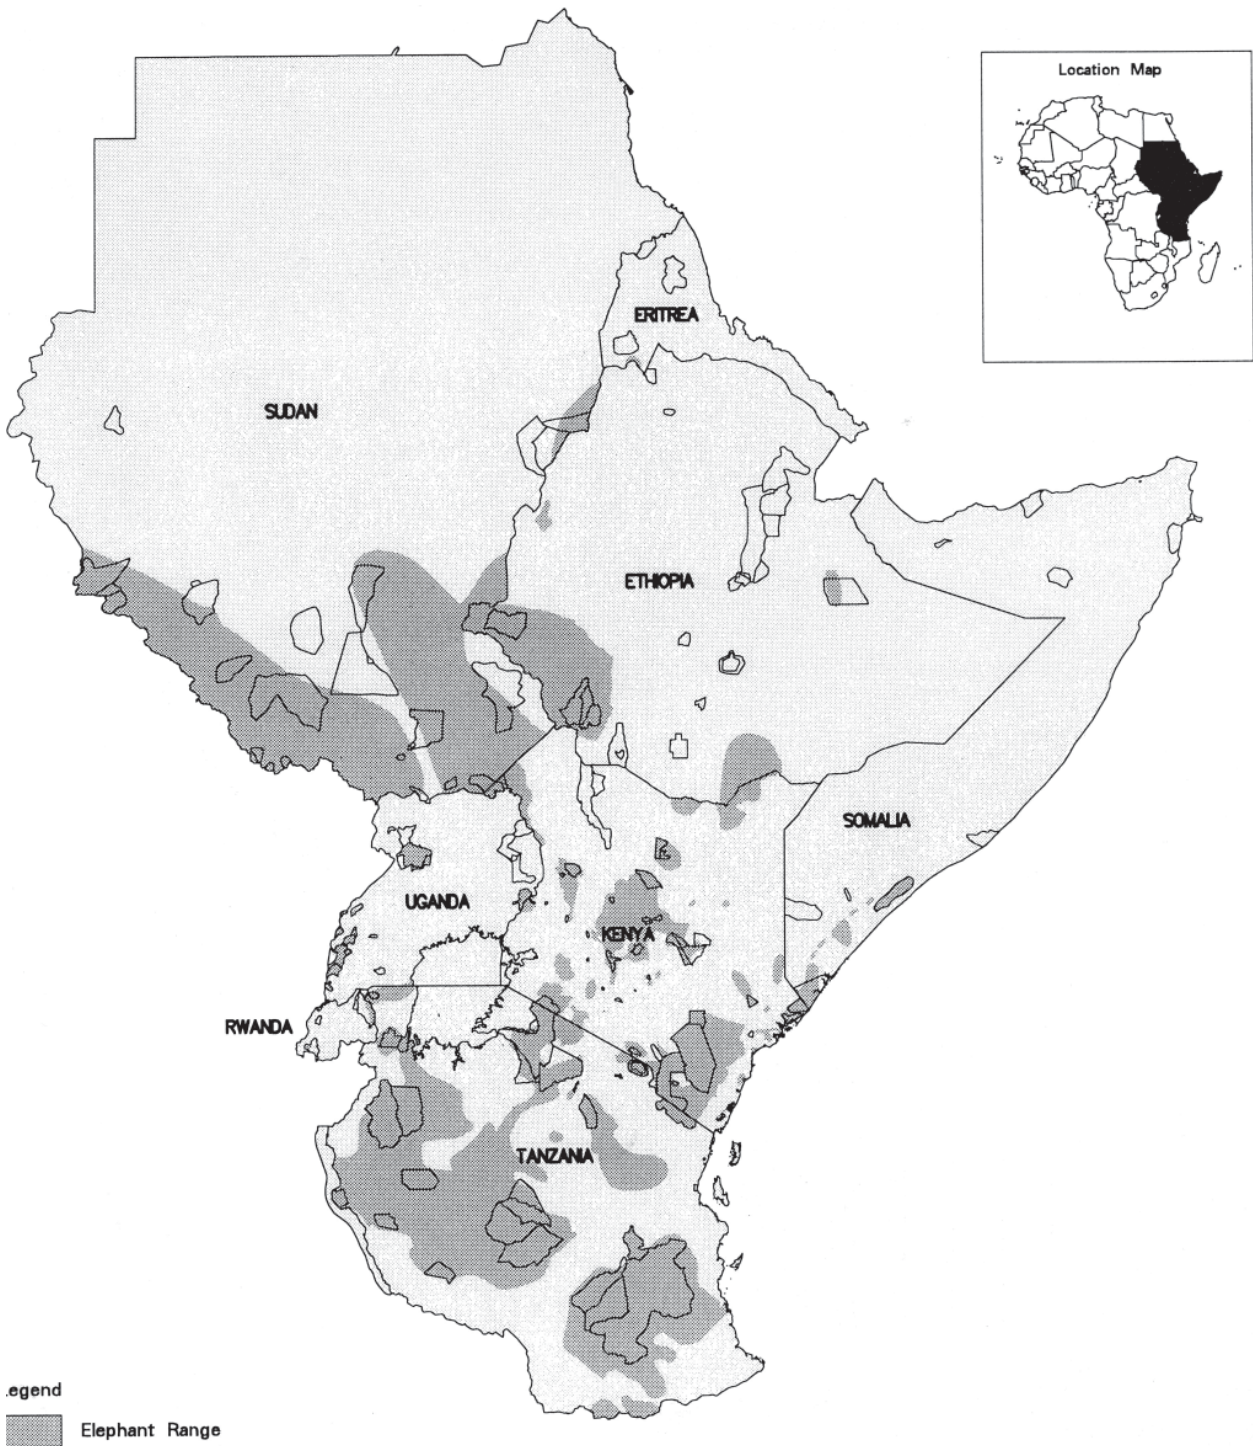 Location Map
ERITREA
SUDAN
ETHIOPIA
SOMALIA
UGANDA
KENYA
RWANDA
TANZANIA
egend
Elephant Range